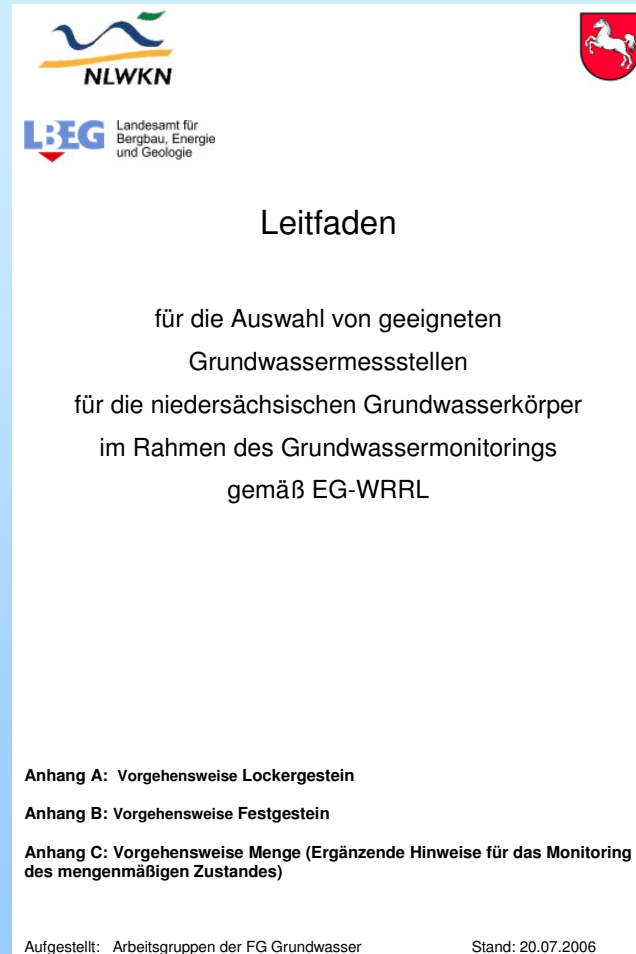 NLWKN
LBEG
Landesamt für
Bergbau, Energie
und Geologie
Leitfaden
für die Auswahl von geeigneten
Grundwassermessstellen
für die niedersächsischen Grundwasserkörper
im Rahmen des Grundwassermonitorings
gemäß EG-WRRL
Anhang A: Vorgehensweise Lockergestein
Anhang B: Vorgehensweise Festgestein
Anhang C: Vorgehensweise Menge (Ergänzende Hinweise für das Monitoring
des mengenmäßigen Zustandes)
Aufgestellt: Arbeitsgruppen der FG Grundwasser Stand: 20.07.2006